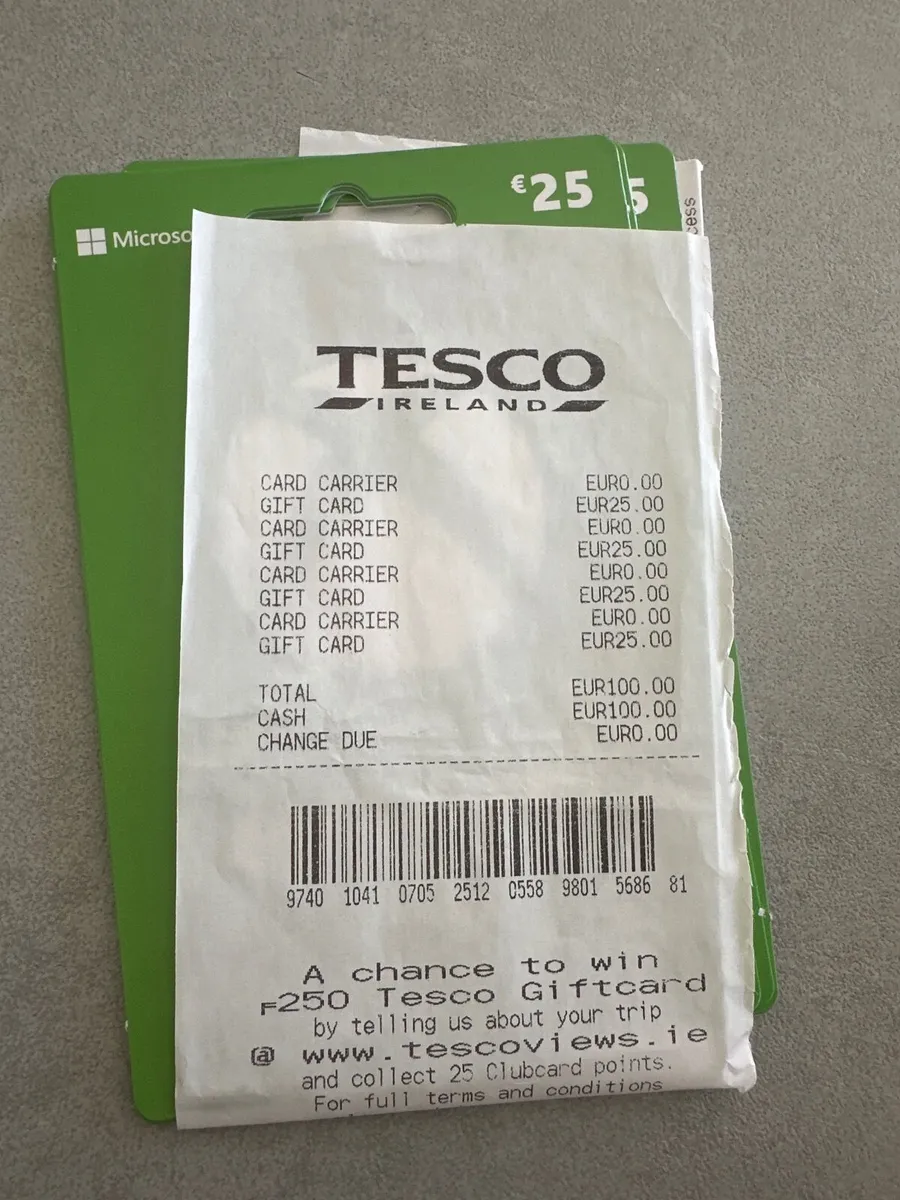 €25
5
Microso
cess
TESCO
IRELAND
CARD CARRIER EUR0.00
GIFT CARD EUR25.00
CARD CARRIER EUR0.00
GIFT CARD EUR25.00
CARD CARRIER EUR0.00
GIFT CARD EUR25.00
CARD CARRIER EUR0.00
GIFT CARD EUR25.00
TOTAL EUR100.00
CASH EUR100.00
CHANGE DUE EUR0.00
9740 1041 0705 2512 0558 9801 5686 81
A chance to win
₣250 Tesco Giftcard
by telling us about your trip
@ www.tescoviews.ie
and collect 25 Clubcard points.
For full terms and conditions